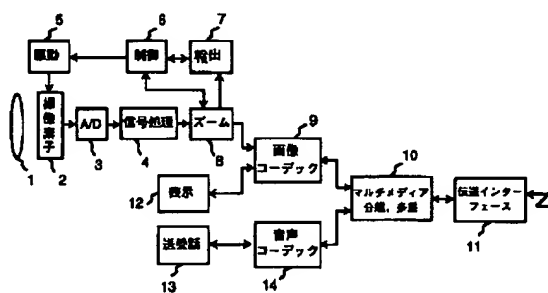 5
6
7
駆動
制御
検出
撮像素子
A/D
信号処理
ズーム
1
2
3
4
8
9
画像
コーデック
10
12
表示
マルチメディア
分離，多重
伝送インター
フェース
11
送受話
音声
コーデック
13
14